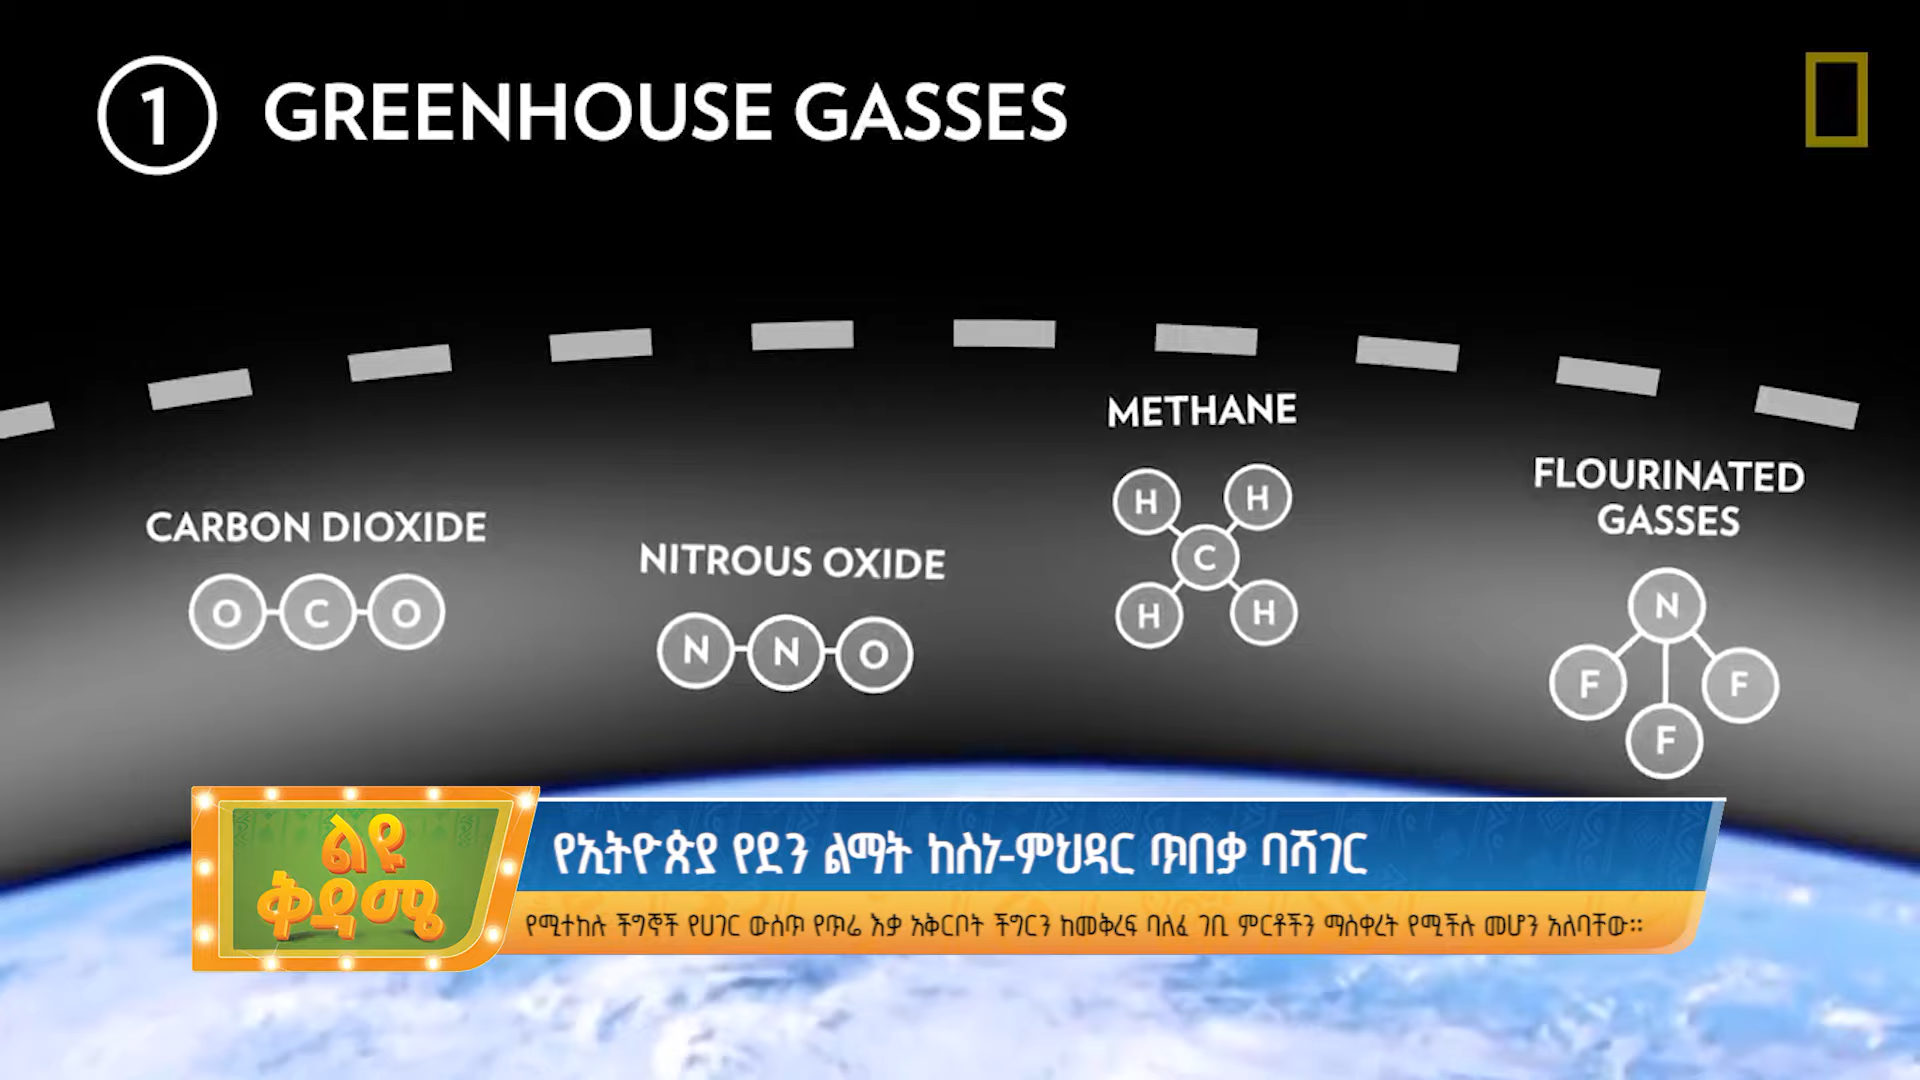 1 GREENHOUSE GASSES
METHANE
H H
C
H H
FLOURINATED
GASSES
N
F F
F
CARBON DIOXIDE
O C O
NITROUS OXIDE
N N O
ልዩ
ቅዳሜ
የኢትዮጵያ የደን ልማት ከስነ-ምህዳር ጥበቃ ባሻገር
የሚተከሉ ችግኞች የሀገር ውስጥ የጥሬ እቃ አቅርቦት ችግርን ከመቅረፍ ባለፈ ገቢ ምርቶችን ማስቀረት የሚችሉ መሆን አለባቸው።